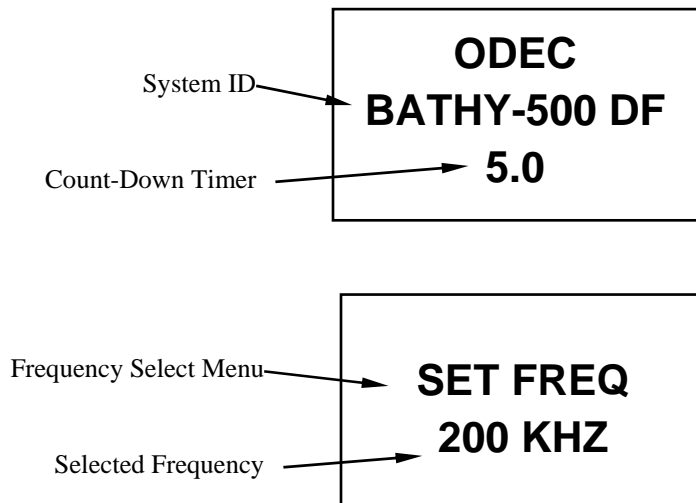 ODEC
System ID
BATHY-500 DF
Count-Down Timer
5.0
Frequency Select Menu
SET FREQ
200 KHZ
Selected Frequency